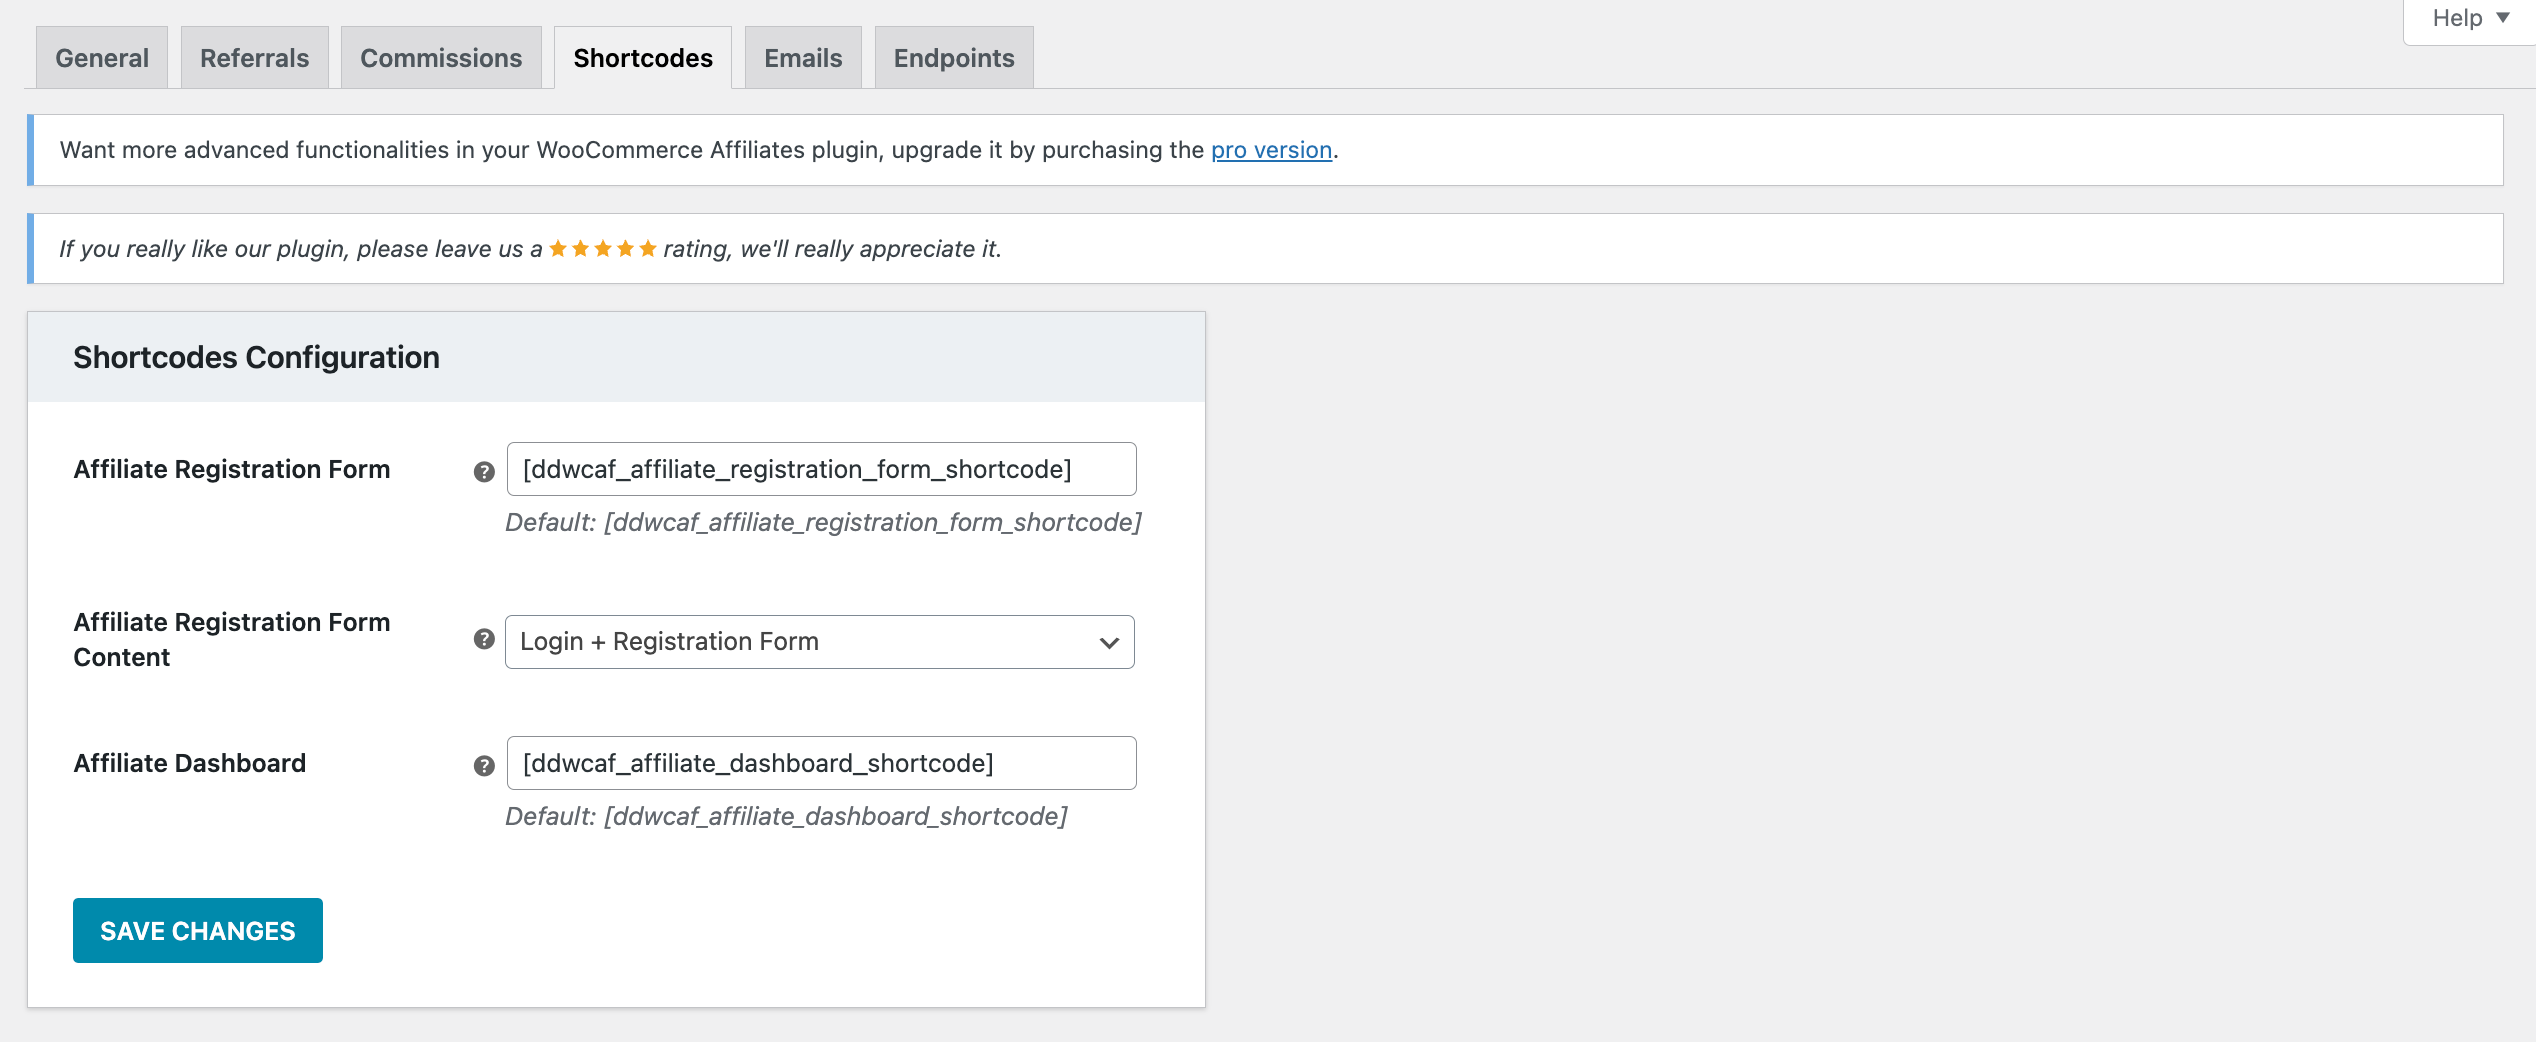 Help ▼
General Referrals Commissions Shortcodes Emails Endpoints
Want more advanced functionalities in your WooCommerce Affiliates plugin, upgrade it by purchasing the pro version.
If you really like our plugin, please leave us a ★★★★★ rating, we'll really appreciate it.
Shortcodes Configuration
Affiliate Registration Form ? [ddwcaf_affiliate_registration_form_shortcode]
Default: [ddwcaf_affiliate_registration_form_shortcode]
Affiliate Registration Form
Content
? Login + Registration Form
Affiliate Dashboard ? [ddwcaf_affiliate_dashboard_shortcode]
Default: [ddwcaf_affiliate_dashboard_shortcode]
SAVE CHANGES